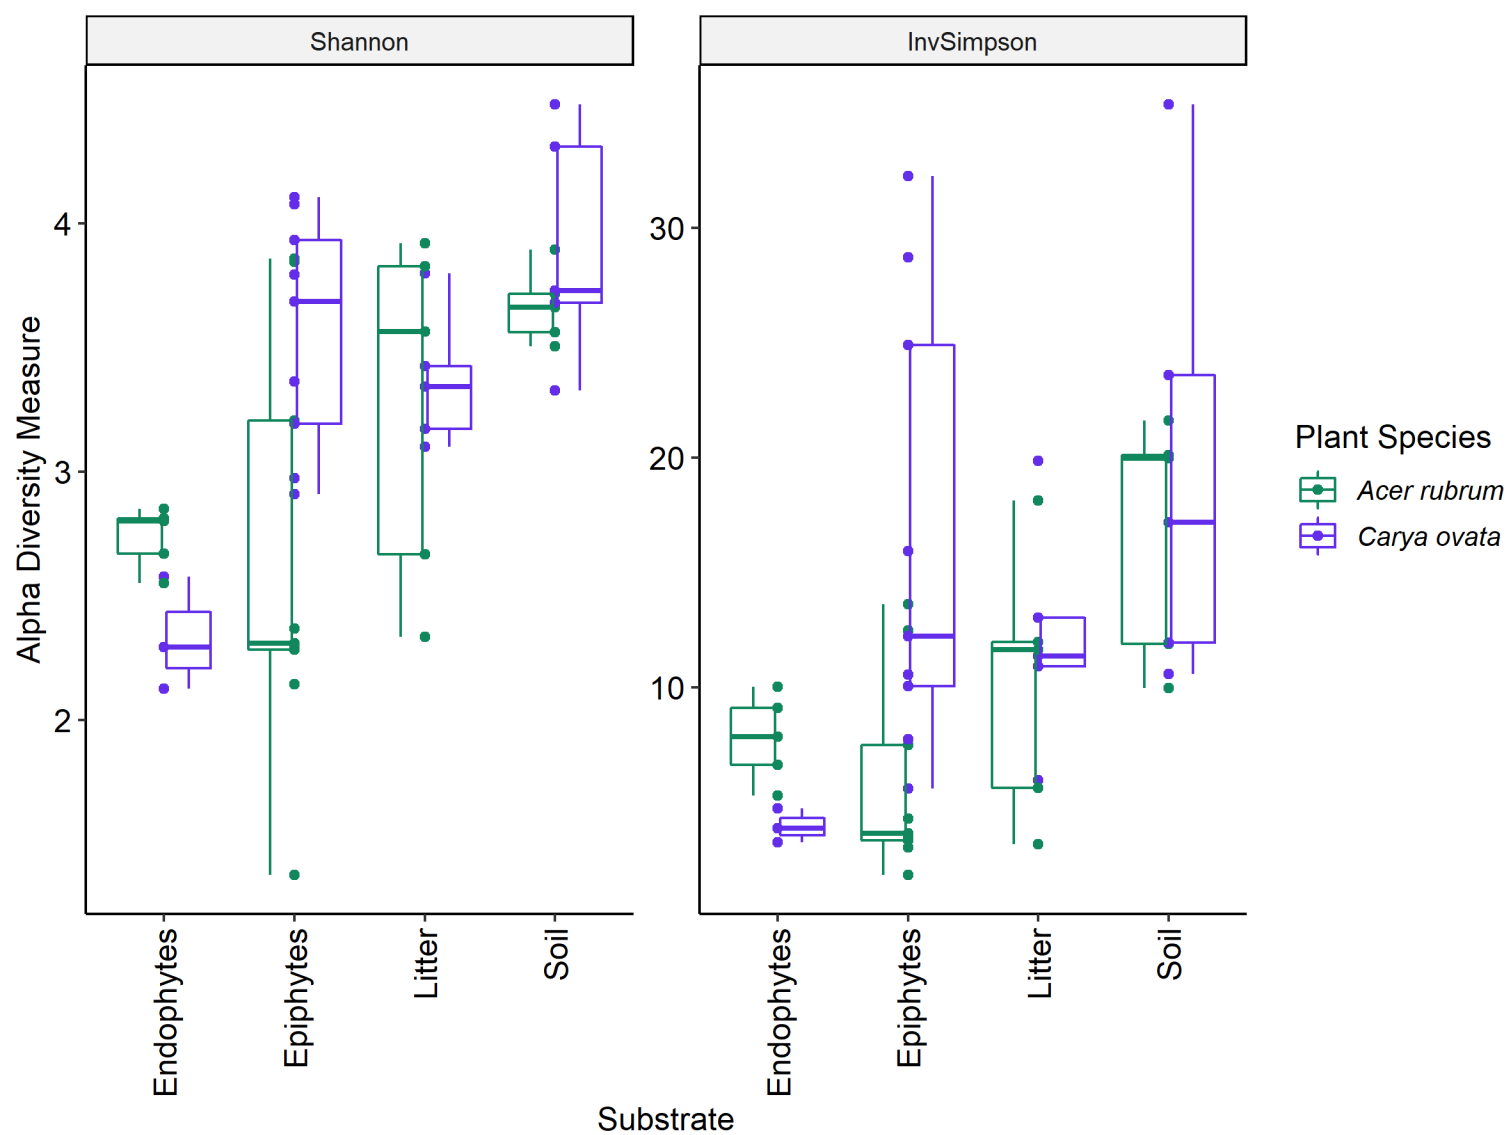 Shannon
InvSimpson
Alpha Diversity Measure
4
3
2
30
20
10
Endophytes
Epiphytes
Litter
Soil
Endophytes
Epiphytes
Litter
Soil
Substrate
Plant Species
Acer rubrum
Carya ovata